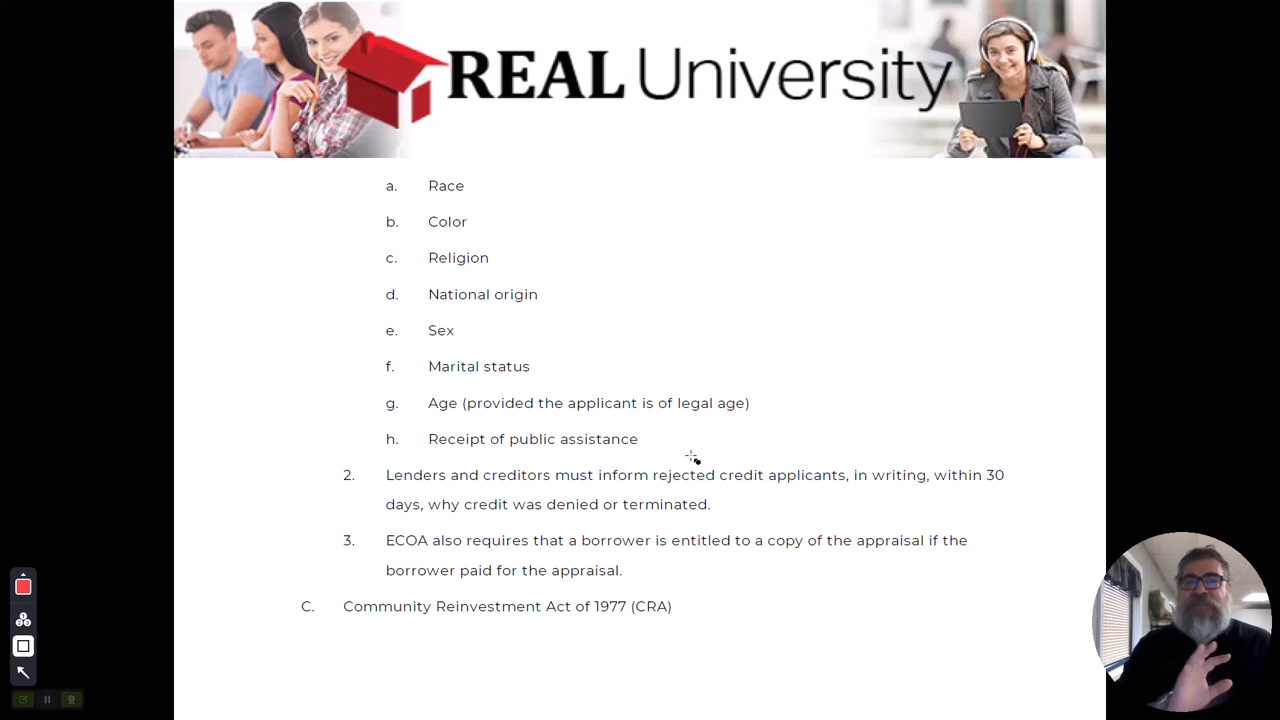 REAL University
a. Race
b. Color
c. Religion
d. National origin
e. Sex
f. Marital status
g. Age (provided the applicant is of legal age)
h. Receipt of public assistance
2. Lenders and creditors must inform rejected credit applicants, in writing, within 30
days, why credit was denied or terminated.
3. ECOA also requires that a borrower is entitled to a copy of the appraisal if the
borrower paid for the appraisal.
C. Community Reinvestment Act of 1977 (CRA)